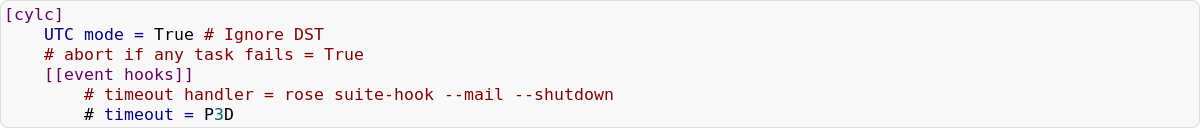 [cylc]
    UTC mode = True # Ignore DST
    # abort if any task fails = True
    [[event hooks]]
        # timeout handler = rose suite-hook --mail --shutdown
        # timeout = P3D